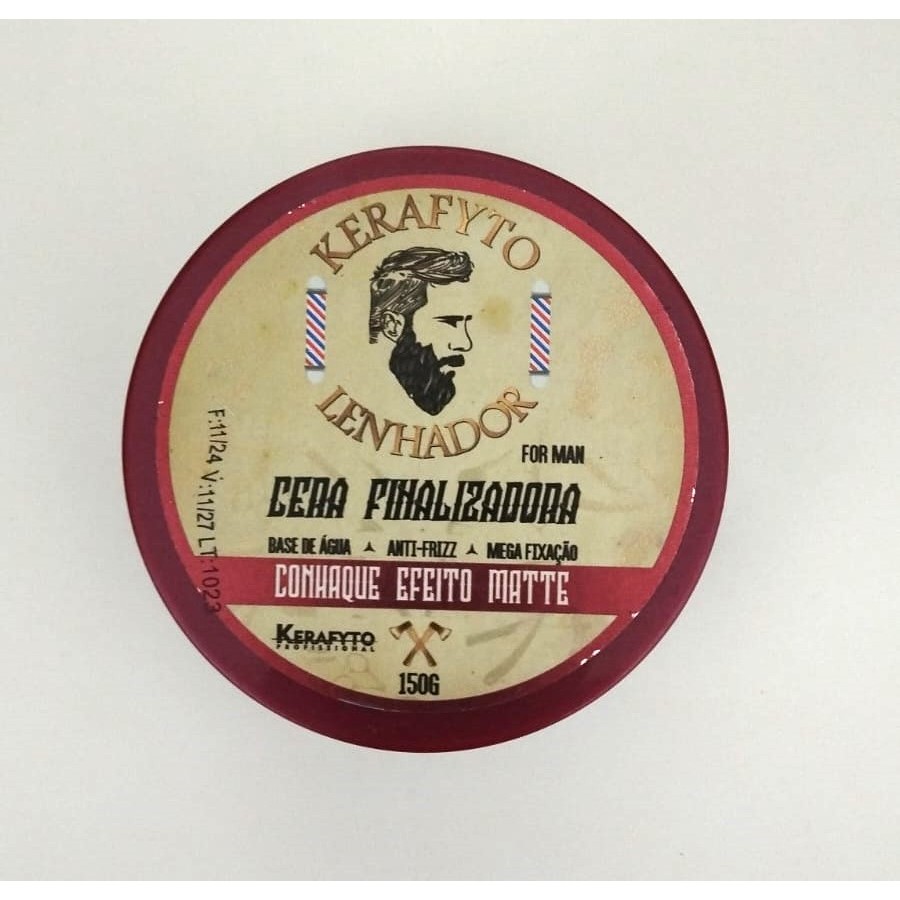 KERAFYTO
LENHADOR
FOR MAN
CERA FINALIZADORA
BASE DE ÁGUA ANTI-FRIZZ MEGA FIXAÇÃO
CONHAQUE EFEITO MATTE
KERAFYTO
PROFISSIONAL
150G
F:11/24 V:11/27 LT:1023